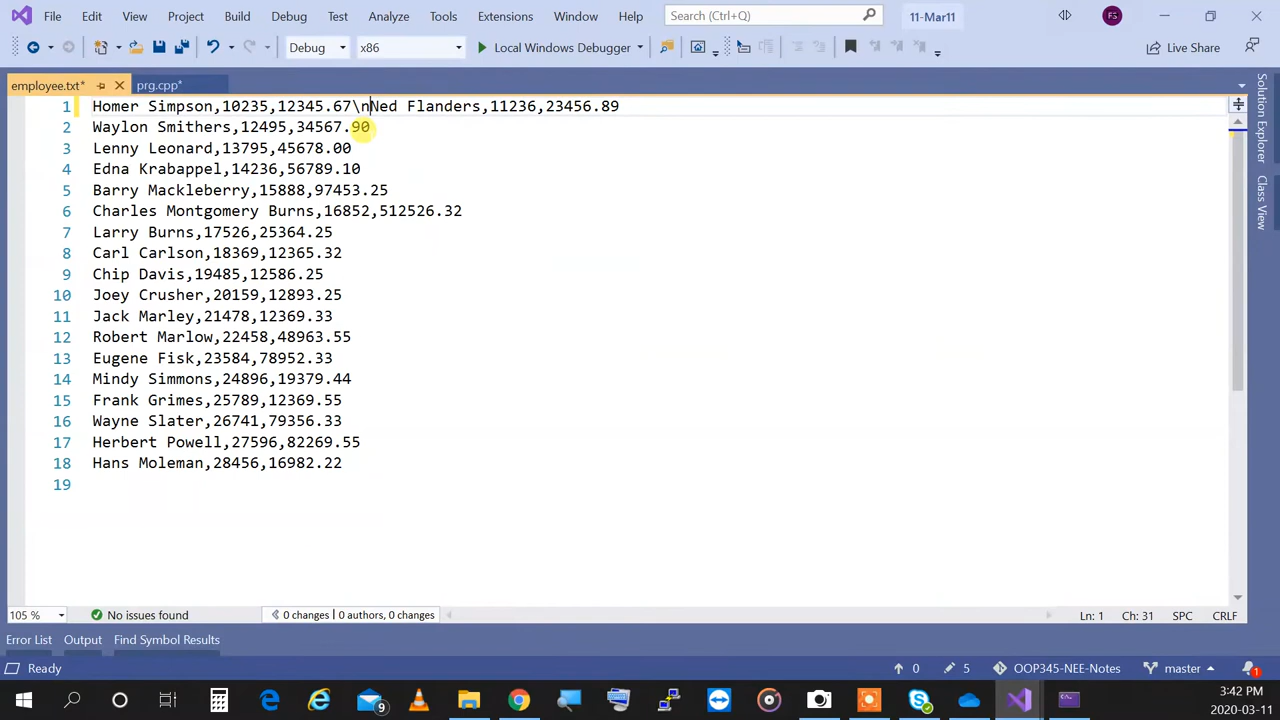 File Edit View Project Build Debug Test Analyze Tools Extensions Window Help Search (Ctrl+Q) 11-Mar11 FS
Debug x86 Local Windows Debugger Live Share
employee.txt* prg.cpp*
1 Homer Simpson,10235,12345.67\nNed Flanders,11236,23456.89
2 Waylon Smithers,12495,34567.90
3 Lenny Leonard,13795,45678.00
4 Edna Krabappel,14236,56789.10
5 Barry Mackleberry,15888,97453.25
6 Charles Montgomery Burns,16852,512526.32
7 Larry Burns,17526,25364.25
8 Carl Carlson,18369,12365.32
9 Chip Davis,19485,12586.25
10 Joey Crusher,20159,12893.25
11 Jack Marley,21478,12369.33
12 Robert Marlow,22458,48963.55
13 Eugene Fisk,23584,78952.33
14 Mindy Simmons,24896,19379.44
15 Frank Grimes,25789,12369.55
16 Wayne Slater,26741,79356.33
17 Herbert Powell,27596,82269.55
18 Hans Moleman,28456,16982.22
19
Solution Explorer
Class View
105 % No issues found 0 changes | 0 authors, 0 changes Ln: 1 Ch: 31 SPC CRLF
Error List Output Find Symbol Results
Ready 0 5 OOP345-NEE-Notes master 1
9 3:42 PM
2020-03-11